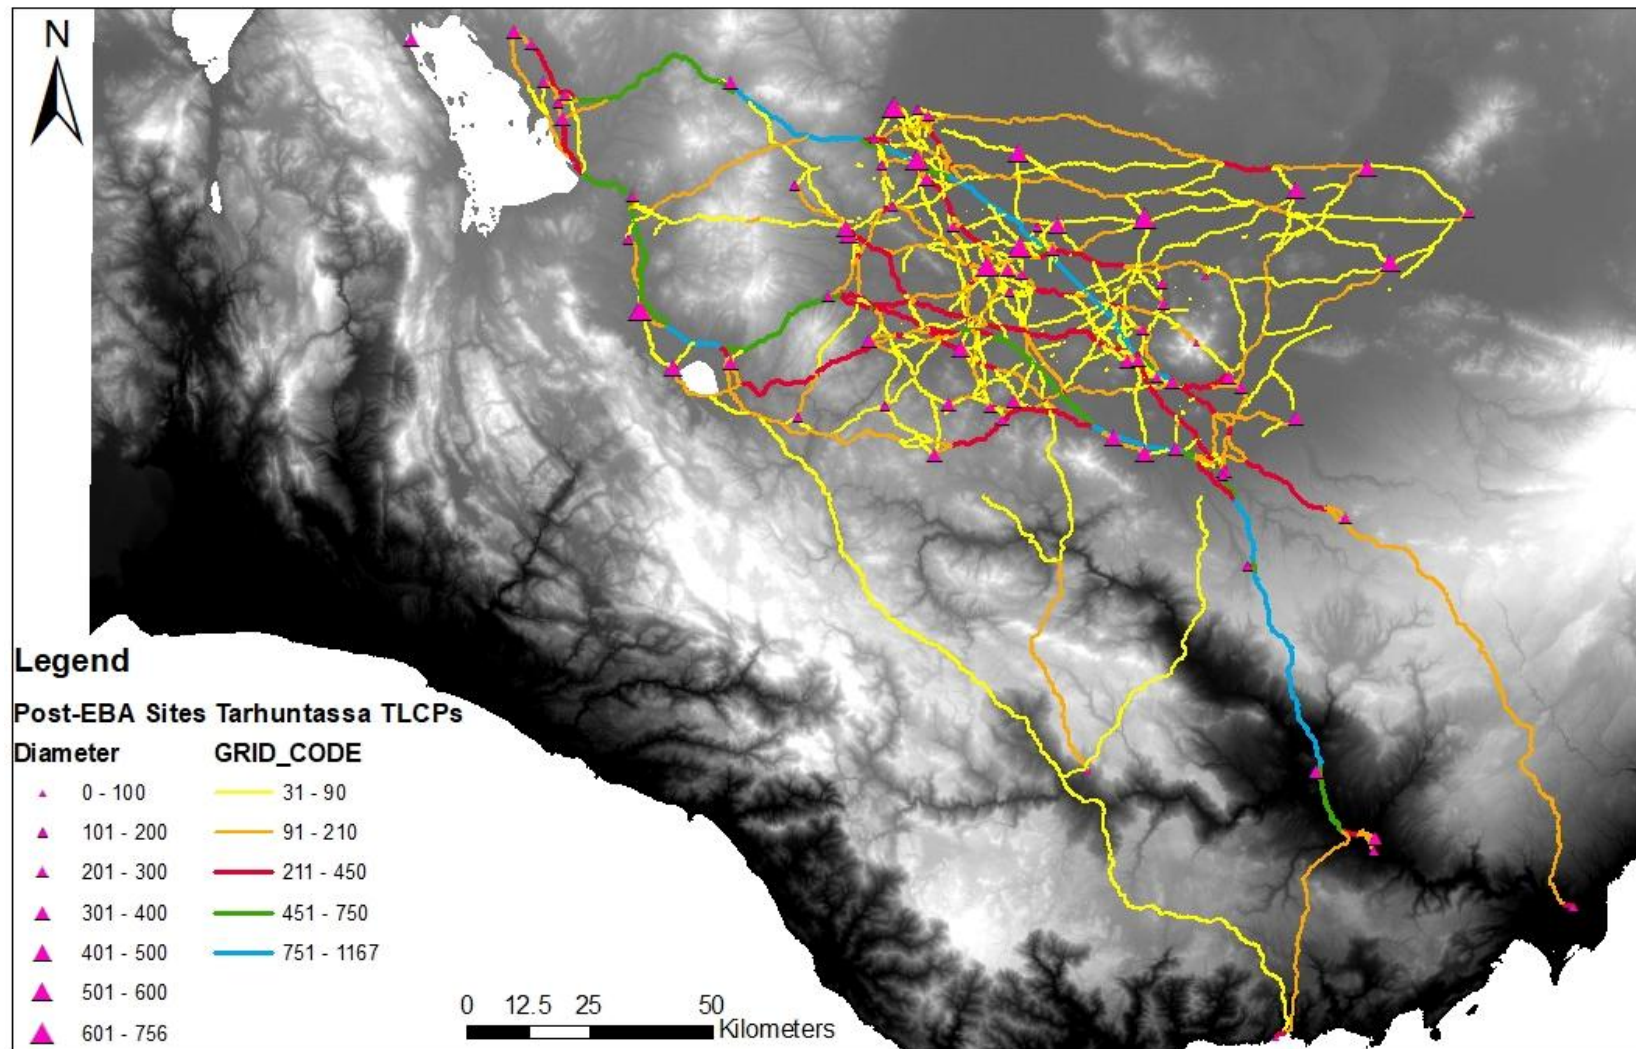 N
Legend
Post-EBA Sites Tarhuntassa TLCPs
Diameter GRID_CODE
0 - 100 31 - 90
101 - 200 91 - 210
201 - 300 211 - 450
301 - 400 451 - 750
401 - 500 751 - 1167
501 - 600
601 - 756
0 12.5 25 50
Kilometers